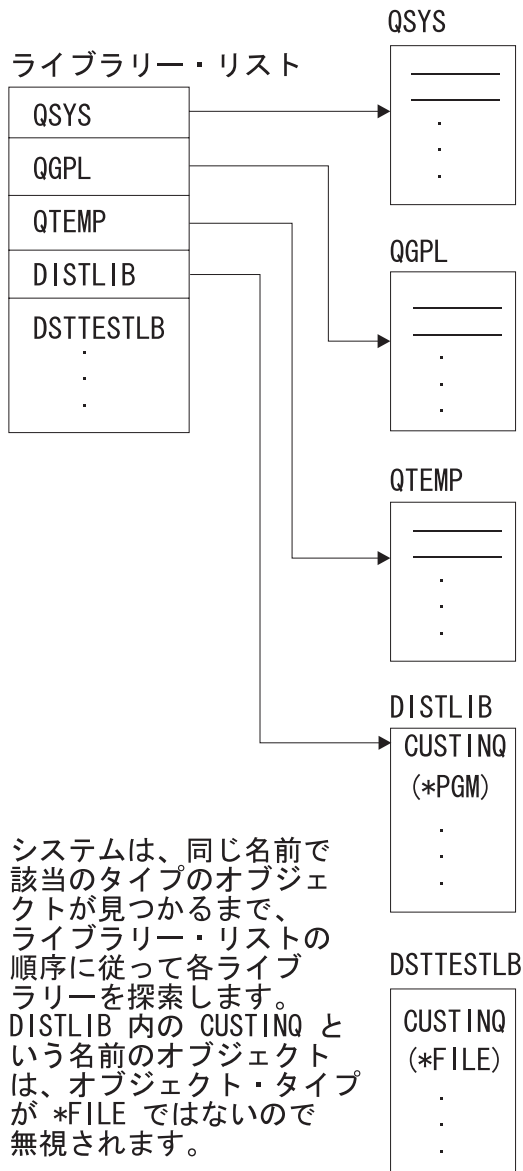 ライブラリー・リスト
QSYS
QGPL
QTEMP
DISTLIB
DSTTESTLB
QSYS
QGPL
QTEMP
DISTLIB
CUSTINQ
(*PGM)
DSTTESTLB
CUSTINQ
(*FILE)
システムは、同じ名前で
該当のタイプのオブジェ
クトが見つかるまで、
ライブラリー・リストの
順序に従って各ライブ
ラリーを探索します。
DISTLIB 内の CUSTINQ と
いう名前のオブジェクト
は、オブジェクト・タイプ
が *FILE ではないので
無視されます。